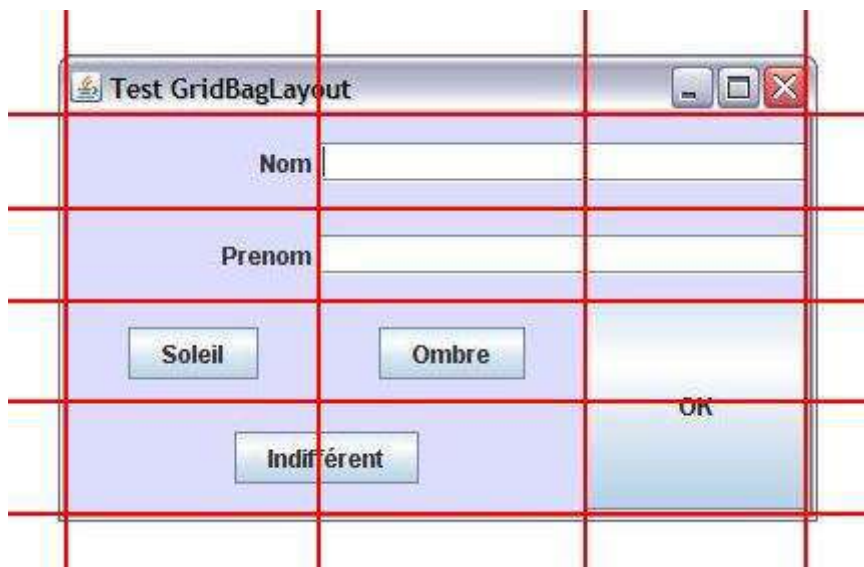 Test GridBagLayout
Nom
Prenom
Soleil
Ombre
OK
Indifférent